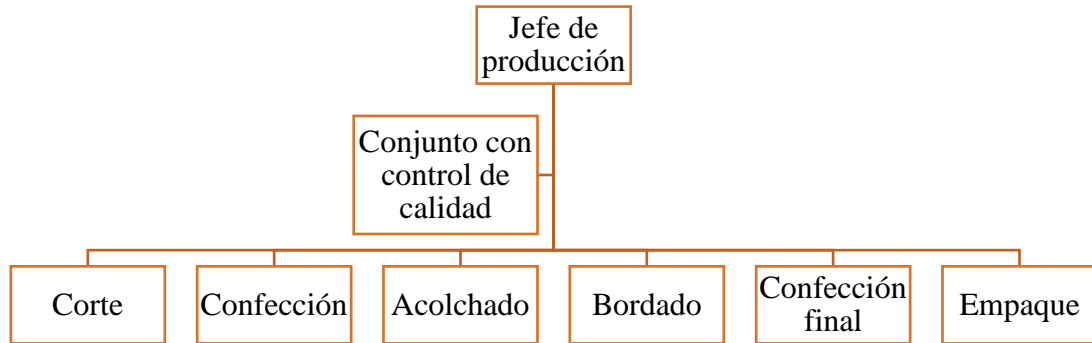 Jefe de
producción
Conjunto con
control de
calidad
Corte
Confección
Acolchado
Bordado
Confección
final
Empaque